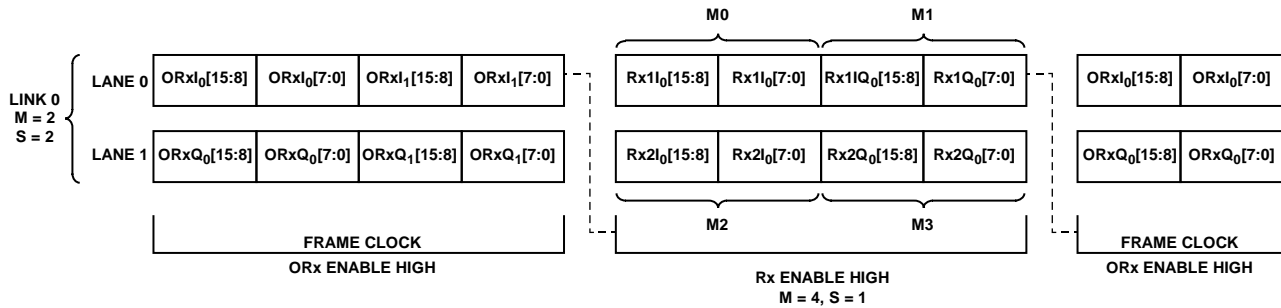 M0 M1
LANE 0 ORxI₀[15:8] ORxI₀[7:0] ORxI₁[15:8] ORxI₁[7:0] Rx1I₀[15:8] Rx1I₀[7:0] Rx1IQ₀[15:8] Rx1Q₀[7:0] ORxI₀[15:8] ORxI₀[7:0]
LINK 0
M = 2
S = 2
LANE 1 ORxQ₀[15:8] ORxQ₀[7:0] ORxQ₁[15:8] ORxQ₁[7:0] Rx2I₀[15:8] Rx2I₀[7:0] Rx2Q₀[15:8] Rx2Q₀[7:0] ORxQ₀[15:8] ORxQ₀[7:0]
M2 M3
FRAME CLOCK
ORx ENABLE HIGH
Rx ENABLE HIGH
M = 4, S = 1
FRAME CLOCK
ORx ENABLE HIGH